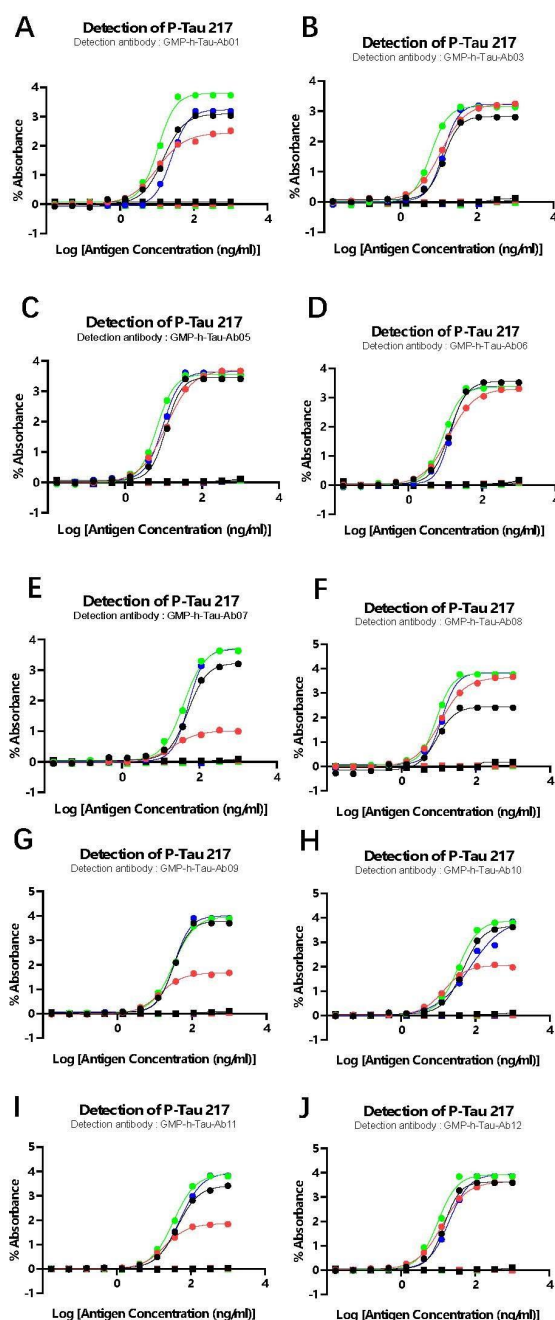 A
Detection of P-Tau 217
Detection antibody : GMP-h-Tau-Ab01
% Absorbance
4
3
2
1
0
-1
-2
0
2
4
Log [Antigen Concentration (ng/ml)]
B
Detection of P-Tau 217
Detection antibody : GMP-h-Tau-Ab03
% Absorbance
4
3
2
1
0
-1
-2
0
2
4
Log [Antigen Concentration (ng/ml)]
C
Detection of P-Tau 217
Detection antibody : GMP-h-Tau-Ab05
% Absorbance
4
3
2
1
0
-1
-2
0
2
4
Log [Antigen Concentration (ng/ml)]
D
Detection of P-Tau 217
Detection antibody : GMP-h-Tau-Ab06
% Absorbance
4
3
2
1
0
-1
-2
0
2
4
Log [Antigen Concentration (ng/ml)]
E
Detection of P-Tau 217
Detection antibody : GMP-h-Tau-Ab07
% Absorbance
4
3
2
1
0
-1
-2
0
2
4
Log [Antigen Concentration (ng/ml)]
F
Detection of P-Tau 217
Detection antibody : GMP-h-Tau-Ab08
% Absorbance
5
4
3
2
1
0
-1
-2
0
2
4
Log [Antigen Concentration (ng/ml)]
G
Detection of P-Tau 217
Detection antibody : GMP-h-Tau-Ab09
% Absorbance
5
4
3
2
1
0
-1
-2
0
2
4
Log [Antigen Concentration (ng/ml)]
H
Detection of P-Tau 217
Detection antibody : GMP-h-Tau-Ab10
% Absorbance
5
4
3
2
1
0
-1
-2
0
2
4
Log [Antigen Concentration (ng/ml)]
I
Detection of P-Tau 217
Detection antibody : GMP-h-Tau-Ab11
% Absorbance
5
4
3
2
1
0
-1
-2
0
2
4
Log [Antigen Concentration (ng/ml)]
J
Detection of P-Tau 217
Detection antibody : GMP-h-Tau-Ab12
% Absorbance
5
4
3
2
1
0
-1
-2
0
2
4
Log [Antigen Concentration (ng/ml)]